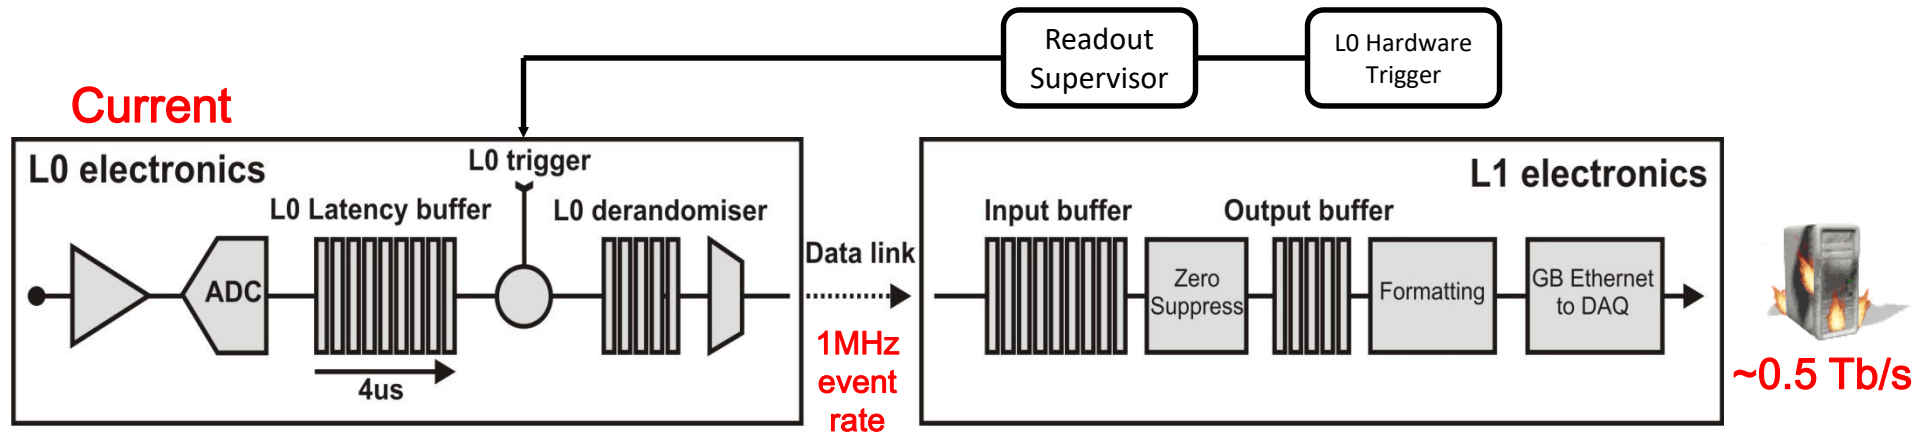 Readout
Supervisor
L0 Hardware
Trigger
Current
L0 electronics
L0 trigger
L0 Latency buffer
L0 derandomiser
ADC
4us
Data link
1MHz
event
rate
L1 electronics
Input buffer
Output buffer
Zero
Suppress
Formatting
GB Ethernet
to DAQ
~0.5 Tb/s